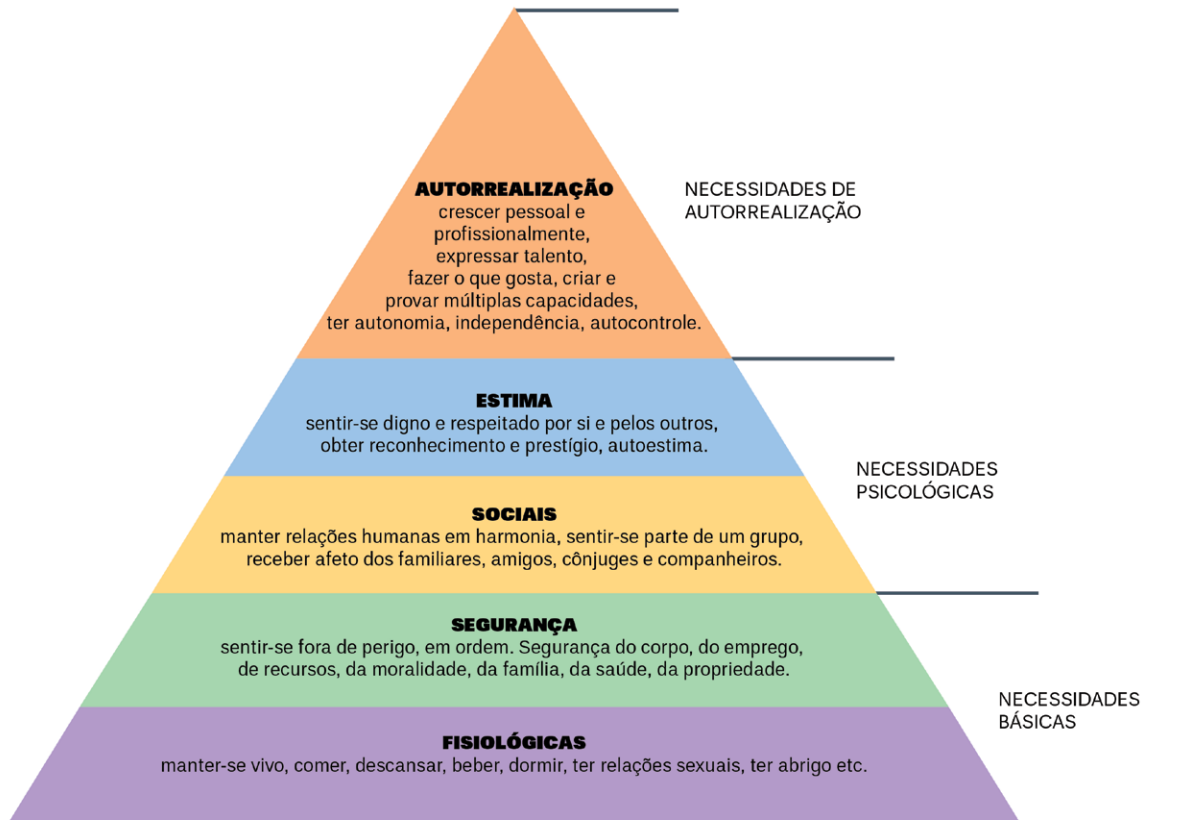 AUTORREALIZAÇÃO
crescer pessoal e
profissionalmente,
expressar talento,
fazer o que gosta, criar e
provar múltiplas capacidades,
ter autonomia, independência, autocontrole.
NECESSIDADES DE
AUTORREALIZAÇÃO
ESTIMA
sentir-se digno e respeitado por si e pelos outros,
obter reconhecimento e prestígio, autoestima.
SOCIAIS
manter relações humanas em harmonia, sentir-se parte de um grupo,
receber afeto dos familiares, amigos, cônjuges e companheiros.
NECESSIDADES
PSICOLÓGICAS
SEGURANÇA
sentir-se fora de perigo, em ordem. Segurança do corpo, do emprego,
de recursos, da moralidade, da família, da saúde, da propriedade.
FISIOLÓGICAS
manter-se vivo, comer, descansar, beber, dormir, ter relações sexuais, ter abrigo etc.
NECESSIDADES
BÁSICAS